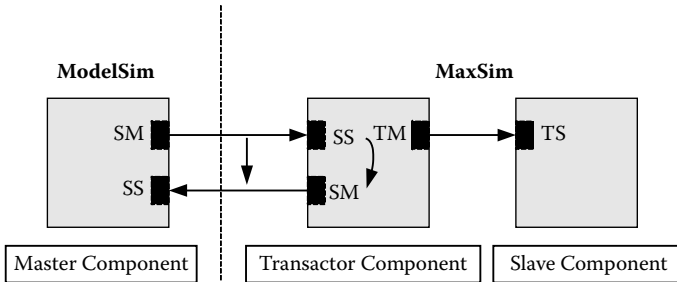 ModelSim
MaxSim
SM
SS
TM
TS
SS
SM
Master Component
Transactor Component
Slave Component